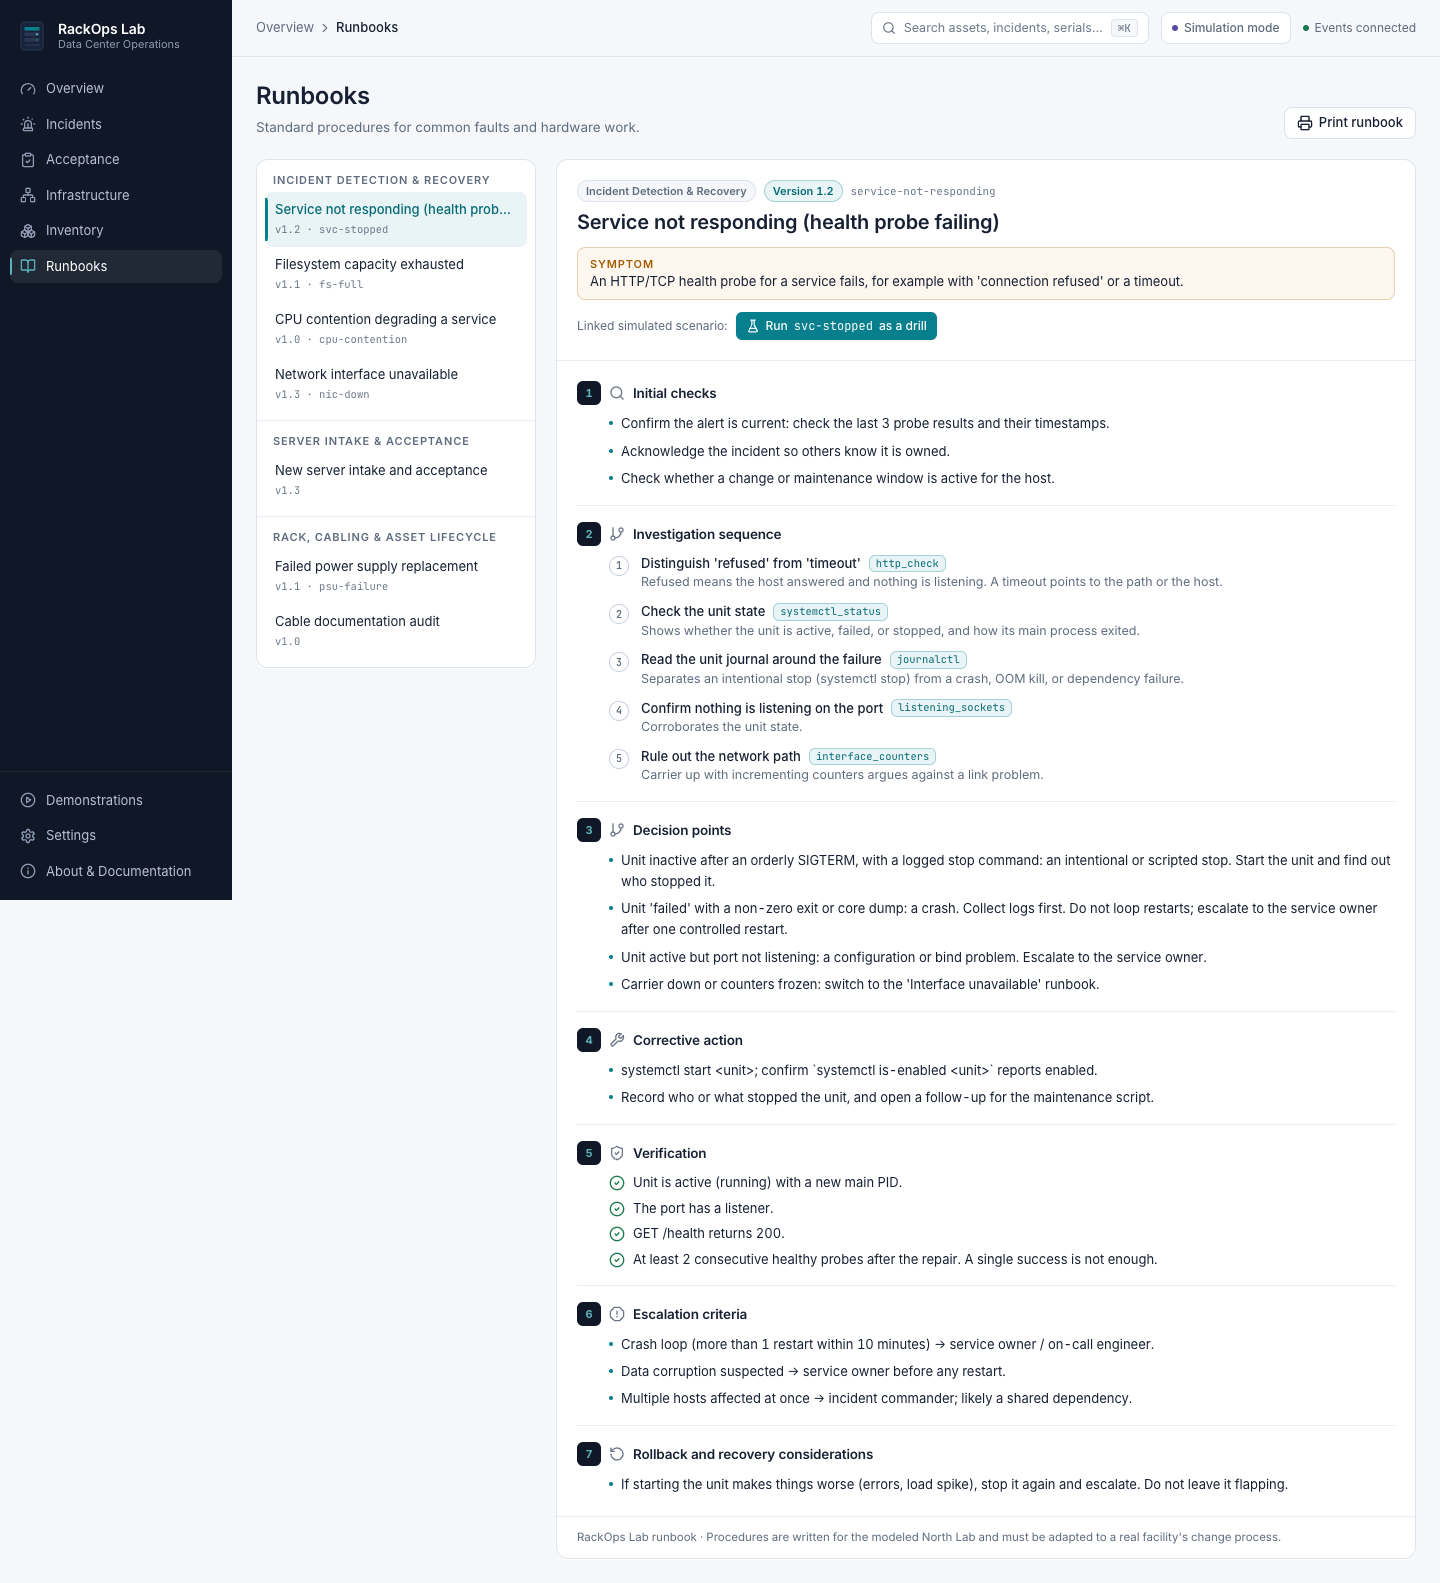 RackOps Lab
Data Center Operations
Overview
Incidents
Acceptance
Infrastructure
Inventory
Runbooks
Demonstrations
Settings
About & Documentation
Overview > Runbooks
Search assets, incidents, serials... ⌘K
Simulation mode
Events connected
Runbooks
Standard procedures for common faults and hardware work.
Print runbook
INCIDENT DETECTION & RECOVERY
Service not responding (health prob...
v1.2 · svc-stopped
Filesystem capacity exhausted
v1.1 · fs-full
CPU contention degrading a service
v1.0 · cpu-contention
Network interface unavailable
v1.3 · nic-down
SERVER INTAKE & ACCEPTANCE
New server intake and acceptance
v1.3
RACK, CABLING & ASSET LIFECYCLE
Failed power supply replacement
v1.1 · psu-failure
Cable documentation audit
v1.0
Incident Detection & Recovery Version 1.2 service-not-responding
Service not responding (health probe failing)
SYMPTOM
An HTTP/TCP health probe for a service fails, for example with 'connection refused' or a timeout.
Linked simulated scenario: Run svc-stopped as a drill
1 Initial checks
• Confirm the alert is current: check the last 3 probe results and their timestamps.
• Acknowledge the incident so others know it is owned.
• Check whether a change or maintenance window is active for the host.
2 Investigation sequence
1 Distinguish 'refused' from 'timeout' http_check
Refused means the host answered and nothing is listening. A timeout points to the path or the host.
2 Check the unit state systemctl_status
Shows whether the unit is active, failed, or stopped, and how its main process exited.
3 Read the unit journal around the failure journalctl
Separates an intentional stop (systemctl stop) from a crash, OOM kill, or dependency failure.
4 Confirm nothing is listening on the port listening_sockets
Corroborates the unit state.
5 Rule out the network path interface_counters
Carrier up with incrementing counters argues against a link problem.
3 Decision points
• Unit inactive after an orderly SIGTERM, with a logged stop command: an intentional or scripted stop. Start the unit and find out
who stopped it.
• Unit 'failed' with a non-zero exit or core dump: a crash. Collect logs first. Do not loop restarts; escalate to the service owner
after one controlled restart.
• Unit active but port not listening: a configuration or bind problem. Escalate to the service owner.
• Carrier down or counters frozen: switch to the 'Interface unavailable' runbook.
4 Corrective action
• systemctl start <unit>; confirm `systemctl is-enabled <unit>` reports enabled.
• Record who or what stopped the unit, and open a follow-up for the maintenance script.
5 Verification
Unit is active (running) with a new main PID.
The port has a listener.
GET /health returns 200.
At least 2 consecutive healthy probes after the repair. A single success is not enough.
6 Escalation criteria
• Crash loop (more than 1 restart within 10 minutes) → service owner / on-call engineer.
• Data corruption suspected → service owner before any restart.
• Multiple hosts affected at once → incident commander; likely a shared dependency.
7 Rollback and recovery considerations
• If starting the unit makes things worse (errors, load spike), stop it again and escalate. Do not leave it flapping.
RackOps Lab runbook · Procedures are written for the modeled North Lab and must be adapted to a real facility's change process.